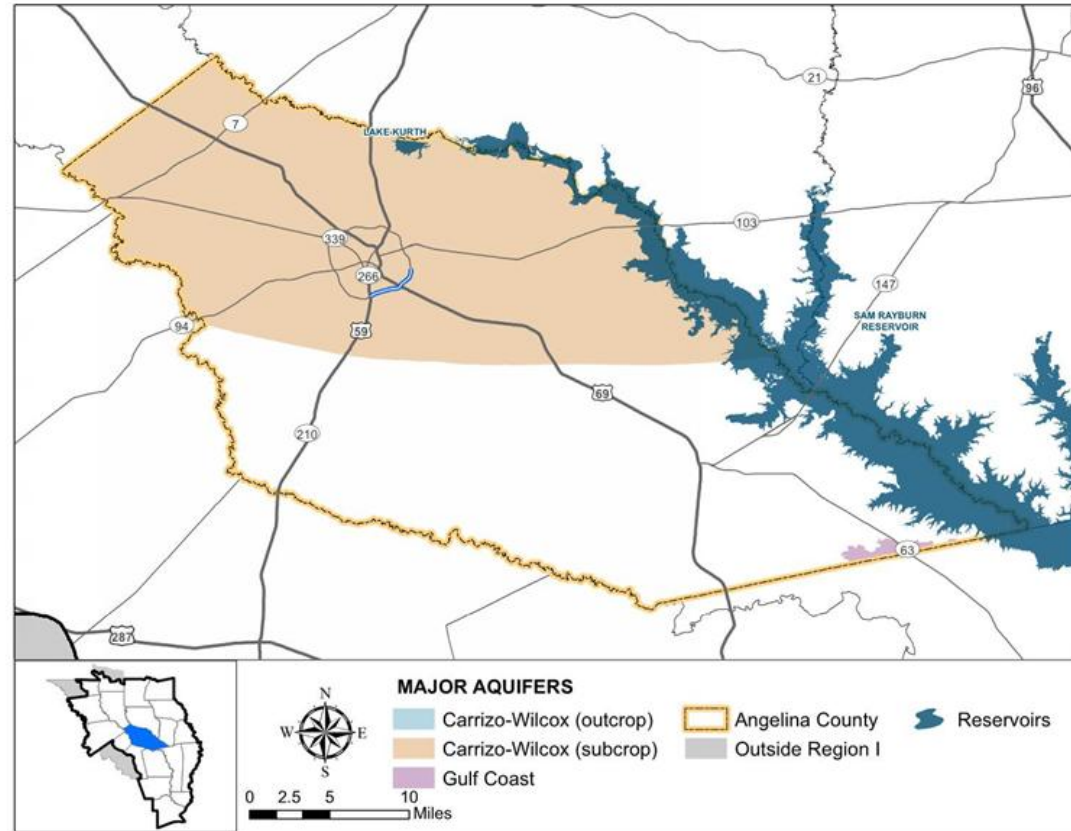 21
96
7
LAKE KURTH
103
339
266
147
SAM RAYBURN
RESERVOIR
94
59
69
210
63
287
MAJOR AQUIFERS
Carrizo-Wilcox (outcrop)
Carrizo-Wilcox (subcrop)
Gulf Coast
Angelina County
Outside Region I
Reservoirs
N
W E
S
0 2.5 5 10
Miles